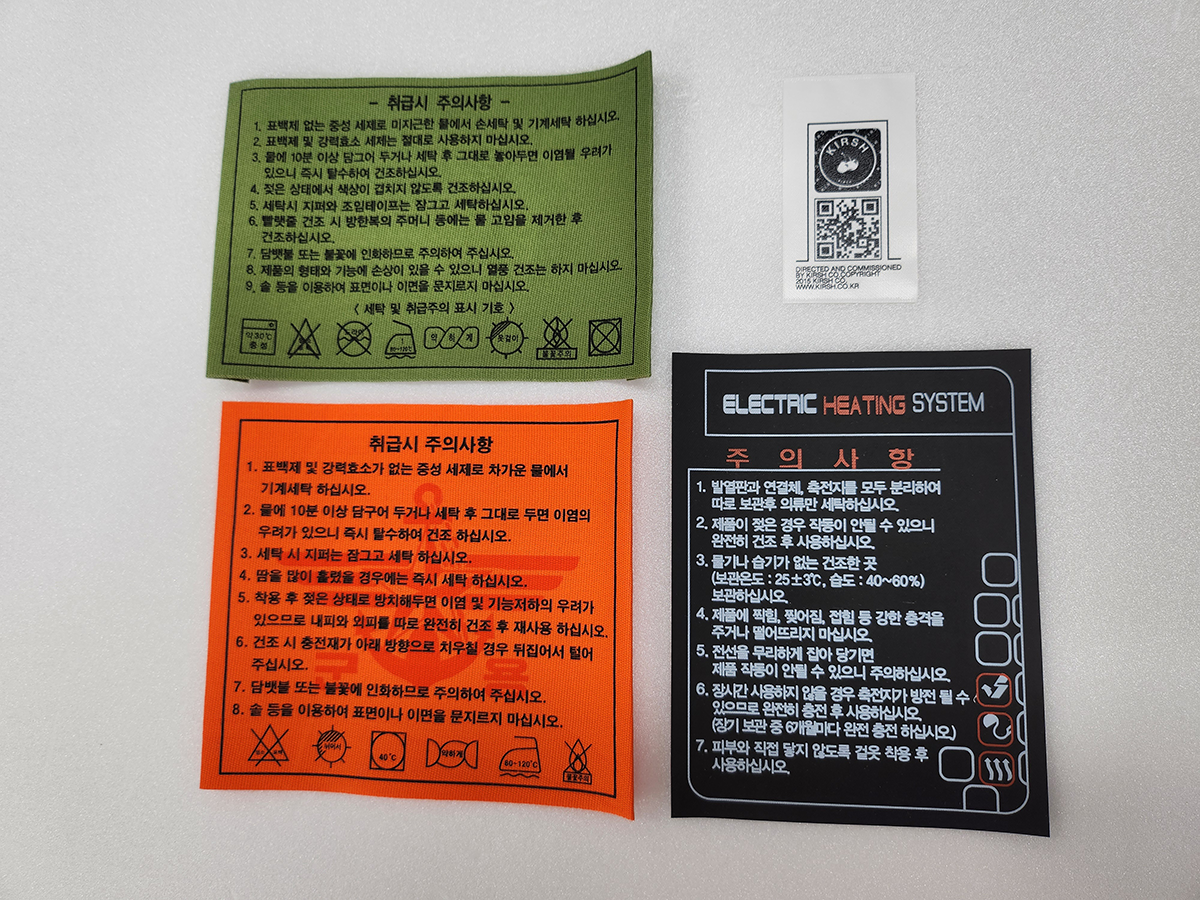 - 취급시 주의사항 -
1. 표백제 없는 중성 세제로 미지근한 물에서 손세탁 및 기계세탁 하십시오.
2. 표백제 및 강력효소 세제는 절대로 사용하지 마십시오.
3. 물에 10분 이상 담그어 두거나 세탁 후 그대로 놓아두면 이염될 우려가
있으니 즉시 탈수하여 건조하십시오.
4. 젖은 상태에서 색상이 겹치지 않도록 건조하십시오.
5. 세탁시 지퍼와 조임테이프는 잠그고 세탁하십시오.
6. 빨랫줄 건조 시 방한복의 주머니 등에는 물 고임을 제거한 후
건조하십시오.
7. 담뱃불 또는 불꽃에 인화하므로 주의하여 주십시오.
8. 제품의 형태와 기능에 손상이 있을 수 있으니 열풍 건조는 하지 마십시오.
9. 솔 등을 이용하여 표면이나 이면을 문지르지 마십시오.
〈 세탁 및 취급주의 표시 기호 〉
약30℃
중성
드라이
80~120℃
약하게
옷걸이
불꽃주의
KIRSH
DIRECTED AND COMMISSIONED
BY KIRSH CO.COPYRIGHT
2015 KIRSH CO.
WWW.KIRSH.CO.KR
취급시 주의사항
1. 표백제 및 강력효소가 없는 중성 세제로 차가운 물에서
기계세탁 하십시오.
2. 물에 10분 이상 담구어 두거나 세탁 후 그대로 두면 이염의
우려가 있으니 즉시 탈수하여 건조 하십시오.
3. 세탁 시 지퍼는 잠그고 세탁 하십시오.
4. 땀을 많이 흘렸을 경우에는 즉시 세탁 하십시오.
5. 착용 후 젖은 상태로 방치해두면 이염 및 기능저하의 우려가
있으므로 내피와 외피를 따로 완전히 건조 후 재사용 하십시오.
6. 건조 시 충전재가 아래 방향으로 치우칠 경우 뒤집어서 털어
주십시오.
군 용
7. 담뱃불 또는 불꽃에 인화하므로 주의하여 주십시오.
8. 솔 등을 이용하여 표면이나 이면을 문지르지 마십시오.
뉘어서
40℃
약하게
80~120℃
불꽃주의
ELECTRIC HEATING SYSTEM
주 의 사 항
1. 발열판과 연결체, 축전지를 모두 분리하여
따로 보관후 의류만 세탁하십시오.
2. 제품이 젖은 경우 작동이 안될 수 있으니
완전히 건조 후 사용하십시오.
3. 물기나 습기가 없는 건조한 곳
(보관온도 : 25±3℃, 습도 : 40~60%)
보관하십시오.
4. 제품에 찍힘, 찢어짐, 접힘 등 강한 충격을
주거나 떨어뜨리지 마십시오.
5. 전선을 무리하게 잡아 당기면
제품 작동이 안될 수 있으니 주의하십시오.
6. 장시간 사용하지 않을 경우 축전지가 방전 될 수
있으므로 완전히 충전 후 사용하십시오.
(장기 보관 중 6개월마다 완전 충전 하십시오.)
7. 피부와 직접 닿지 않도록 겉옷 착용 후
사용하십시오.